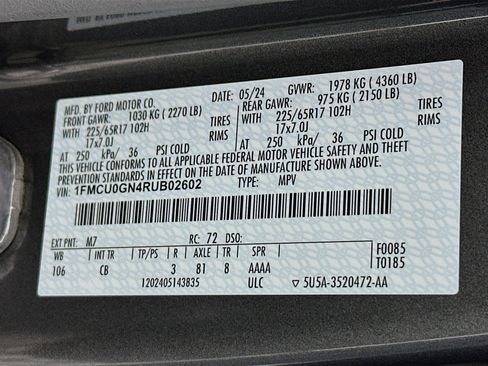 MFD BY FORD
MFD. BY FORD MOTOR CO. 05/24 GVWR: 1978 KG ( 4360 LB)
FRONT GAWR: 1030 KG ( 2270 LB) REAR GAWR: 975 KG ( 2150 LB)
WITH 225/65R17 102H TIRES WITH 225/65R17 102H TIRES
17x7.0J 17x7.0J
AT 250 kPa/ 36 PSI COLD AT 250 kPa/ 36 PSI COLD
THIS VEHICLE CONFORMS TO ALL APPLICABLE FEDERAL MOTOR VEHICLE SAFETY AND THEFT
PREVENTION STANDARDS IN EFFECT ON THE DATE OF MANUFACTURE SHOWN ABOVE.
VIN: 1FMCU0GN4RUB02602 TYPE: MPV
EXT PNT: M7 RC: 72 DSO: F0085
WB INT TR TP/PS R AXLE TR SPR T0185
106 CB 3 81 8 AAAA
1202405143835 ULC ▽ 5U5A-3520472-AA